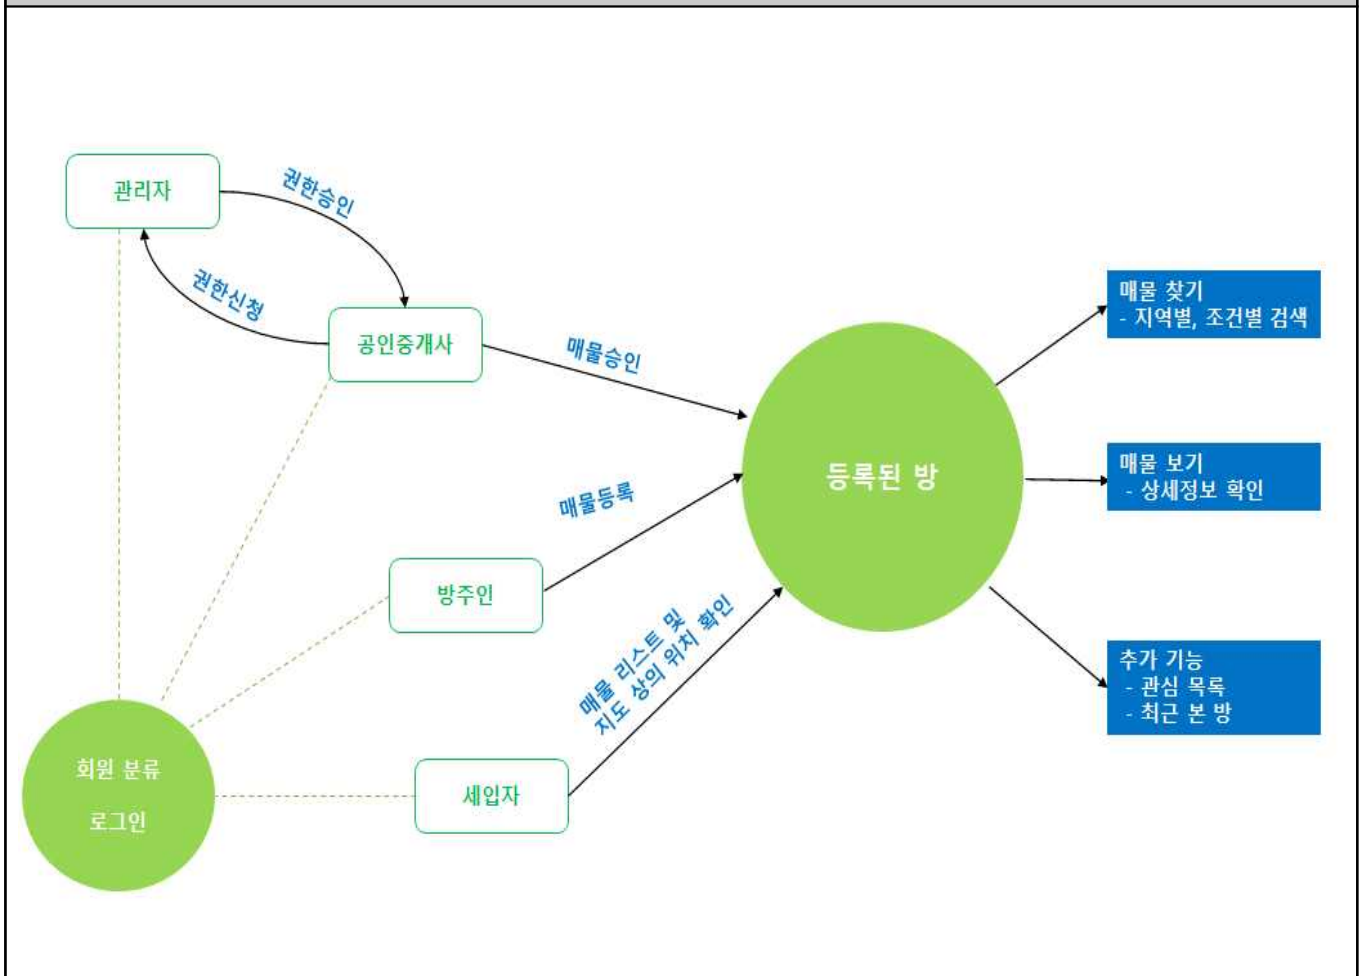 관리자
권한승인
권한신청
공인중개사
매물승인
매물 찾기
- 지역별, 조건별 검색
등록된 방
매물 보기
- 상세정보 확인
매물등록
방주인
매물 리스트 및
지도 상의 위치 확인
추가 기능
- 관심 목록
- 최근 본 방
회원 분류
로그인
세입자